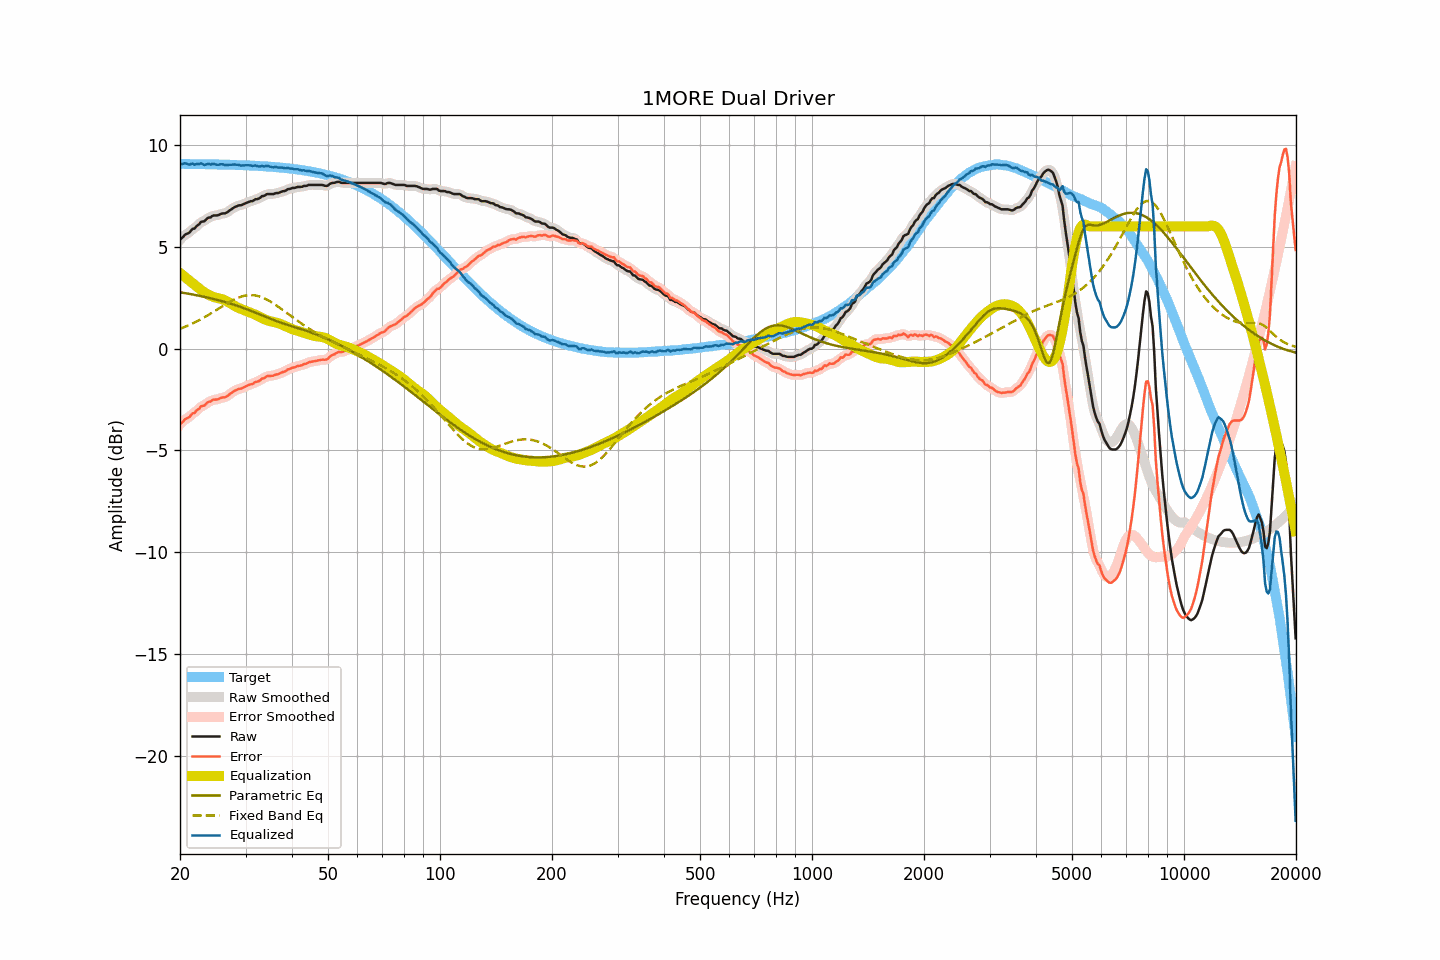 1MORE Dual Driver
Amplitude (dBr)
10
5
0
−5
−10
−15
−20
Target
Raw Smoothed
Error Smoothed
Raw
Error
Equalization
Parametric Eq
Fixed Band Eq
Equalized
20 50 100 200 500 1000 2000 5000 10000 20000
Frequency (Hz)